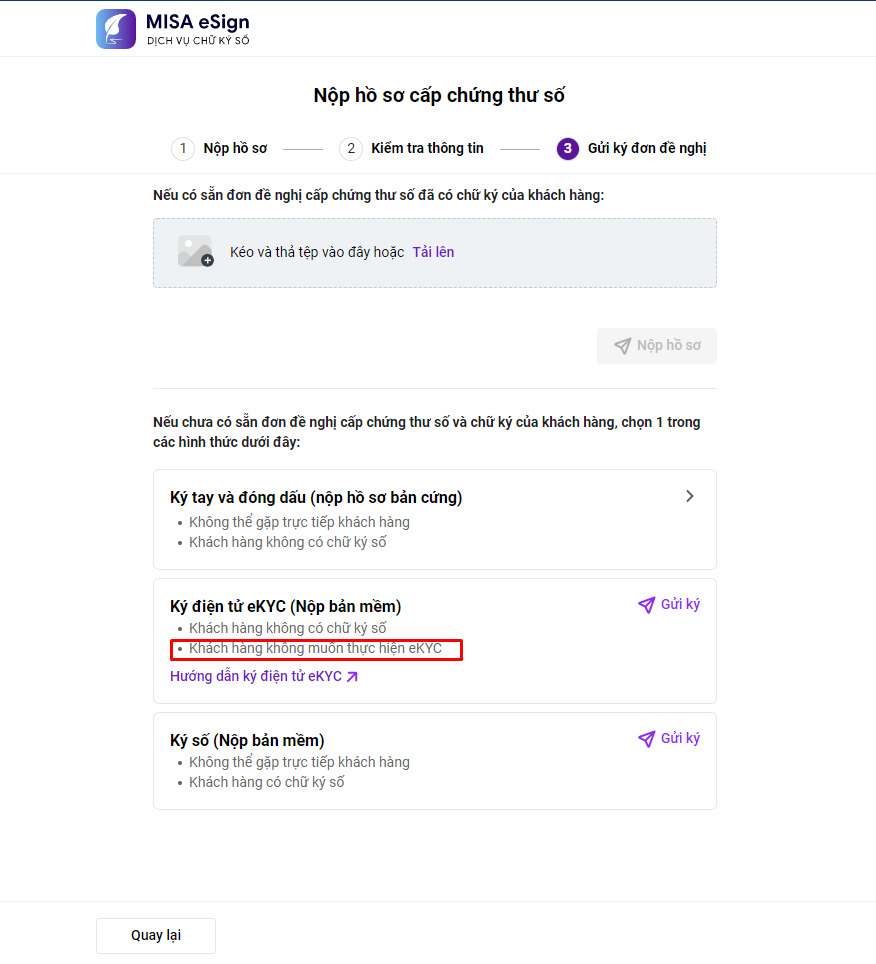 MISA eSign
DỊCH VỤ CHỮ KÝ SỐ
Nộp hồ sơ cấp chứng thư số
1 Nộp hồ sơ 2 Kiểm tra thông tin 3 Gửi ký đơn đề nghị
Nếu có sẵn đơn đề nghị cấp chứng thư số đã có chữ ký của khách hàng:
Kéo và thả tệp vào đây hoặc Tải lên
Nộp hồ sơ
Nếu chưa có sẵn đơn đề nghị cấp chứng thư số và chữ ký của khách hàng, chọn 1 trong
các hình thức dưới đây:
Ký tay và đóng dấu (nộp hồ sơ bản cứng)
• Không thể gặp trực tiếp khách hàng
• Khách hàng không có chữ ký số
Ký điện tử eKYC (Nộp bản mềm) Gửi ký
• Khách hàng không có chữ ký số
• Khách hàng không muốn thực hiện eKYC
Hướng dẫn ký điện tử eKYC
Ký số (Nộp bản mềm) Gửi ký
• Không thể gặp trực tiếp khách hàng
• Khách hàng có chữ ký số
Quay lại